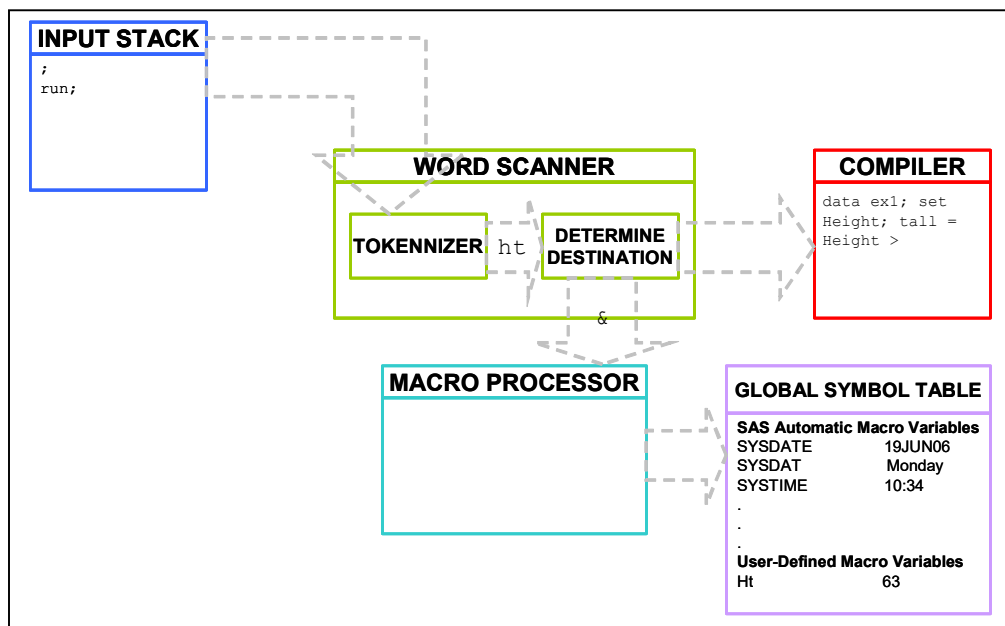 INPUT STACK
;
run;
WORD SCANNER
TOKENNIZER
ht
DETERMINE
DESTINATION
&
COMPILER
data ex1; set
Height; tall =
Height >
MACRO PROCESSOR
GLOBAL SYMBOL TABLE
SAS Automatic Macro Variables
SYSDATE 19JUN06
SYSDAT Monday
SYSTIME 10:34
.
.
.
User-Defined Macro Variables
Ht 63